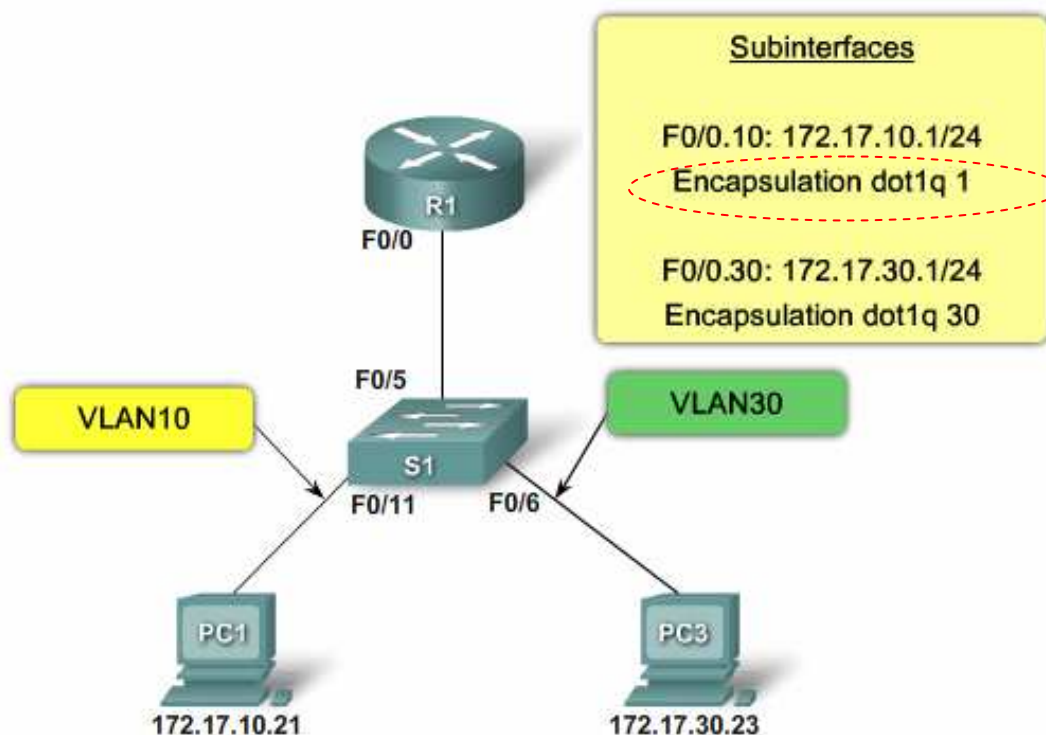 Subinterfaces
F0/0.10: 172.17.10.1/24
Encapsulation dot1q 1
F0/0.30: 172.17.30.1/24
Encapsulation dot1q 30
R1
F0/0
F0/5
VLAN10
VLAN30
S1
F0/11
F0/6
PC1
PC3
172.17.10.21
172.17.30.23